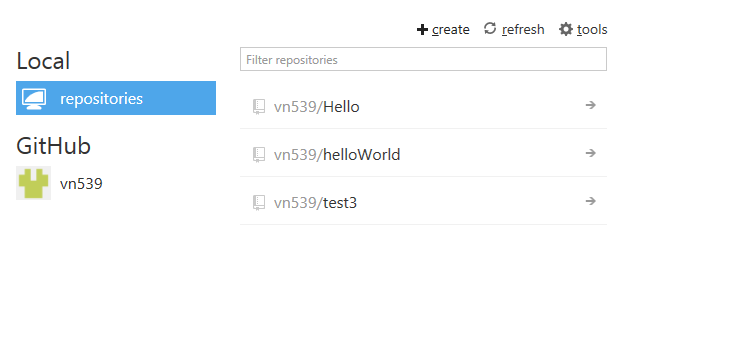 create refresh tools
Local
Filter repositories
repositories
vn539/Hello
GitHub
vn539/helloWorld
vn539
vn539/test3